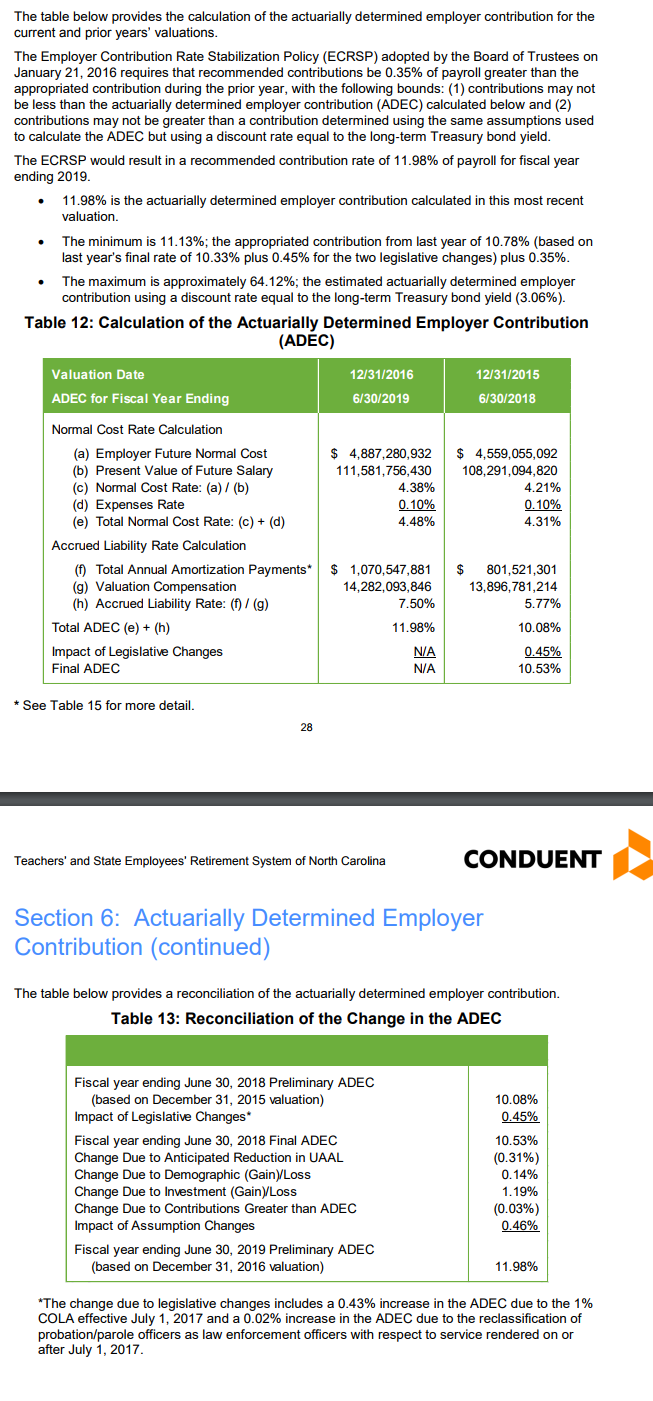 The table below provides the calculation of the actuarially determined employer contribution for the
current and prior years' valuations.
The Employer Contribution Rate Stabilization Policy (ECRSP) adopted by the Board of Trustees on
January 21, 2016 requires that recommended contributions be 0.35% of payroll greater than the
appropriated contribution during the prior year, with the following bounds: (1) contributions may not
be less than the actuarially determined employer contribution (ADEC) calculated below and (2)
contributions may not be greater than a contribution determined using the same assumptions used
to calculate the ADEC but using a discount rate equal to the long-term Treasury bond yield.
The ECRSP would result in a recommended contribution rate of 11.98% of payroll for fiscal year
ending 2019.
• 11.98% is the actuarially determined employer contribution calculated in this most recent
valuation.
• The minimum is 11.13%; the appropriated contribution from last year of 10.78% (based on
last year's final rate of 10.33% plus 0.45% for the two legislative changes) plus 0.35%.
• The maximum is approximately 64.12%; the estimated actuarially determined employer
contribution using a discount rate equal to the long-term Treasury bond yield (3.06%).
Table 12: Calculation of the Actuarially Determined Employer Contribution
(ADEC)
Valuation Date 12/31/2016 12/31/2015
ADEC for Fiscal Year Ending 6/30/2019 6/30/2018
Normal Cost Rate Calculation
(a) Employer Future Normal Cost $ 4,887,280,932 $ 4,559,055,092
(b) Present Value of Future Salary 111,581,756,430 108,291,094,820
(c) Normal Cost Rate: (a) / (b) 4.38% 4.21%
(d) Expenses Rate 0.10% 0.10%
(e) Total Normal Cost Rate: (c) + (d) 4.48% 4.31%
Accrued Liability Rate Calculation
(f) Total Annual Amortization Payments* $ 1,070,547,881 $ 801,521,301
(g) Valuation Compensation 14,282,093,846 13,896,781,214
(h) Accrued Liability Rate: (f) / (g) 7.50% 5.77%
Total ADEC (e) + (h) 11.98% 10.08%
Impact of Legislative Changes N/A 0.45%
Final ADEC N/A 10.53%
* See Table 15 for more detail.
28
Teachers' and State Employees' Retirement System of North Carolina CONDUENT
Section 6: Actuarially Determined Employer
Contribution (continued)
The table below provides a reconciliation of the actuarially determined employer contribution.
Table 13: Reconciliation of the Change in the ADEC
Fiscal year ending June 30, 2018 Preliminary ADEC
(based on December 31, 2015 valuation) 10.08%
Impact of Legislative Changes* 0.45%
Fiscal year ending June 30, 2018 Final ADEC 10.53%
Change Due to Anticipated Reduction in UAAL (0.31%)
Change Due to Demographic (Gain)/Loss 0.14%
Change Due to Investment (Gain)/Loss 1.19%
Change Due to Contributions Greater than ADEC (0.03%)
Impact of Assumption Changes 0.46%
Fiscal year ending June 30, 2019 Preliminary ADEC
(based on December 31, 2016 valuation) 11.98%
*The change due to legislative changes includes a 0.43% increase in the ADEC due to the 1%
COLA effective July 1, 2017 and a 0.02% increase in the ADEC due to the reclassification of
probation/parole officers as law enforcement officers with respect to service rendered on or
after July 1, 2017.